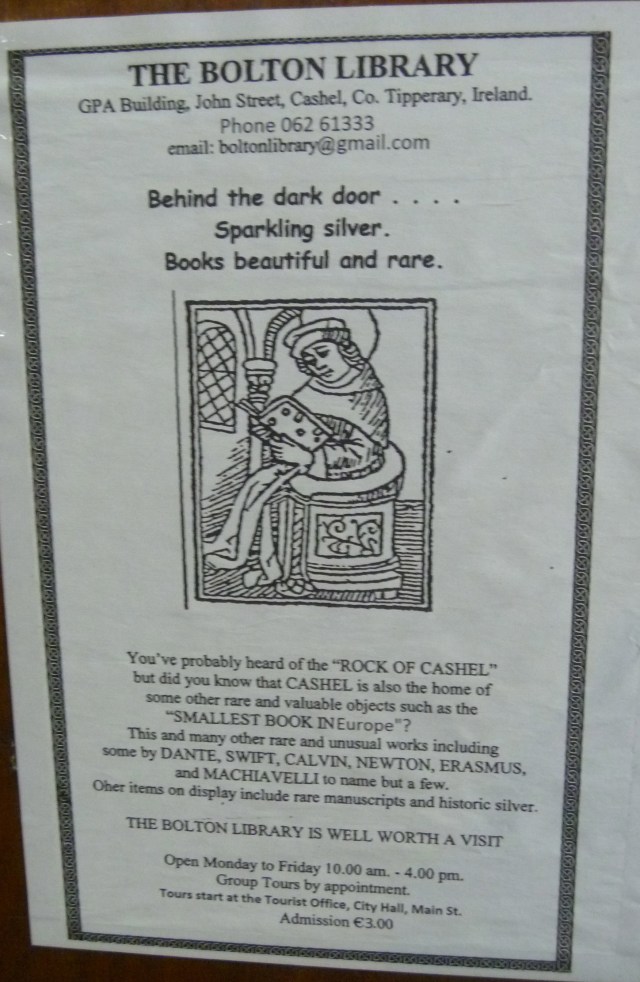 THE BOLTON LIBRARY
GPA Building, John Street, Cashel, Co. Tipperary, Ireland.
Phone 062 61333
email: boltonlibrary@gmail.com
Behind the dark door . . . .
Sparkling silver.
Books beautiful and rare.
You've probably heard of the "ROCK OF CASHEL"
but did you know that CASHEL is also the home of
some other rare and valuable objects such as the
"SMALLEST BOOK IN Europe"?
This and many other rare and unusual works including
some by DANTE, SWIFT, CALVIN, NEWTON, ERASMUS,
and MACHIAVELLI to name but a few.
Oher items on display include rare manuscripts and historic silver.
THE BOLTON LIBRARY IS WELL WORTH A VISIT
Open Monday to Friday 10.00 am. - 4.00 pm.
Group Tours by appointment.
Tours start at the Tourist Office, City Hall, Main St.
Admission €3.00